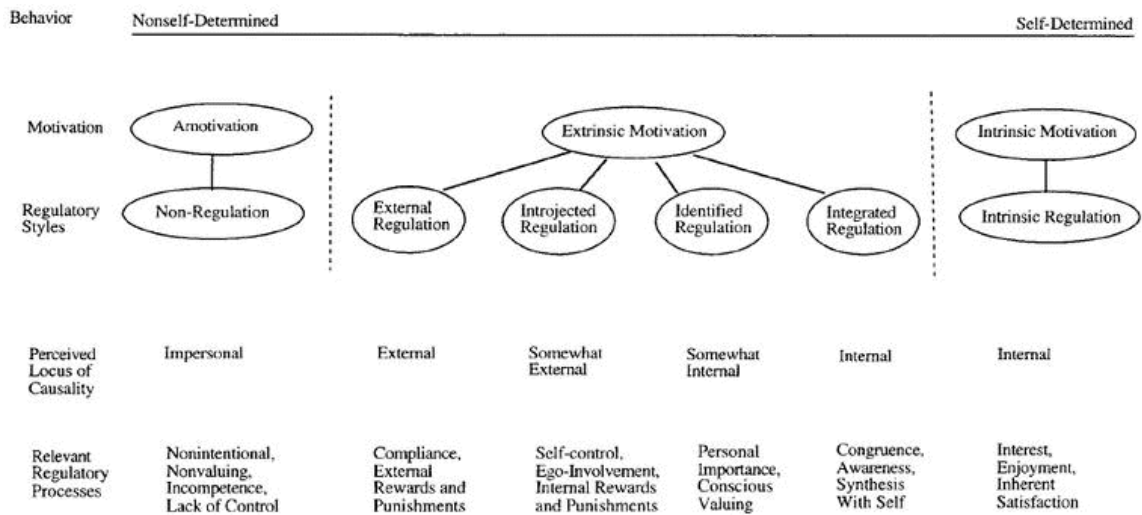 Behavior Nonself-Determined Self-Determined
Motivation Amotivation Extrinsic Motivation Intrinsic Motivation
Regulatory
Styles
Non-Regulation
External
Regulation
Introjected
Regulation
Identified
Regulation
Integrated
Regulation
Intrinsic Regulation
Perceived
Locus of
Causality
Impersonal
External
Somewhat
External
Somewhat
Internal
Internal
Internal
Relevant
Regulatory
Processes
Nonintentional,
Nonvaluing,
Incompetence,
Lack of Control
Compliance,
External
Rewards and
Punishments
Self-control,
Ego-Involvement,
Internal Rewards
and Punishments
Personal
Importance,
Conscious
Valuing
Congruence,
Awareness,
Synthesis
With Self
Interest,
Enjoyment,
Inherent
Satisfaction